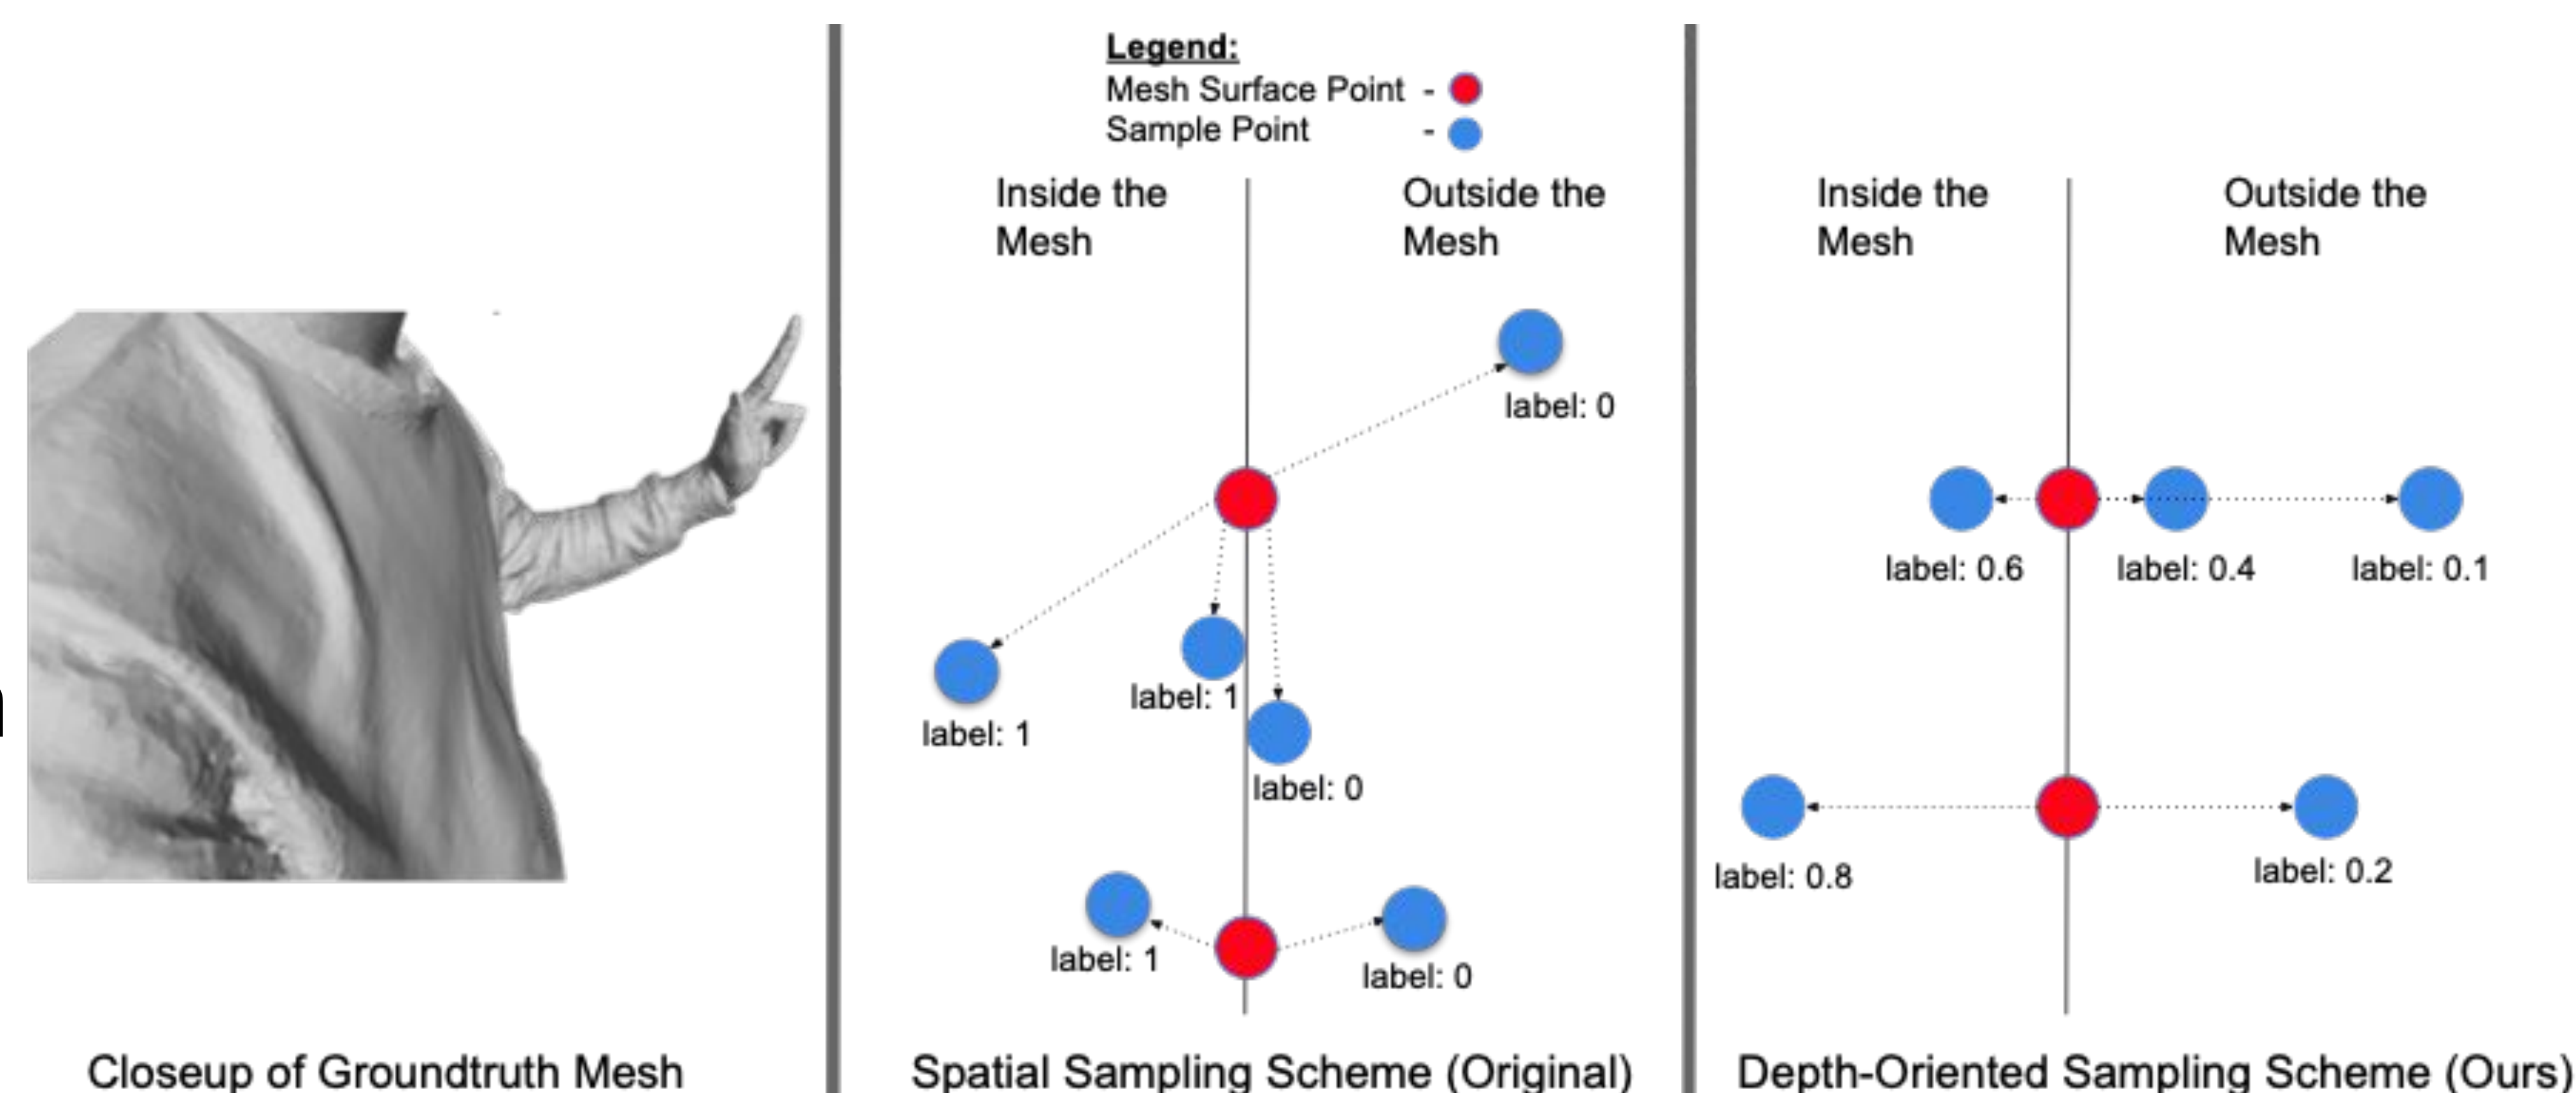 Legend:
Mesh Surface Point -
Sample Point -
Inside the
Mesh
Outside the
Mesh
label: 0
label: 1
label: 1
label: 0
label: 1
label: 0
Inside the
Mesh
Outside the
Mesh
label: 0.6
label: 0.4
label: 0.1
label: 0.8
label: 0.2
Closeup of Groundtruth Mesh
Spatial Sampling Scheme (Original)
Depth-Oriented Sampling Scheme (Ours)